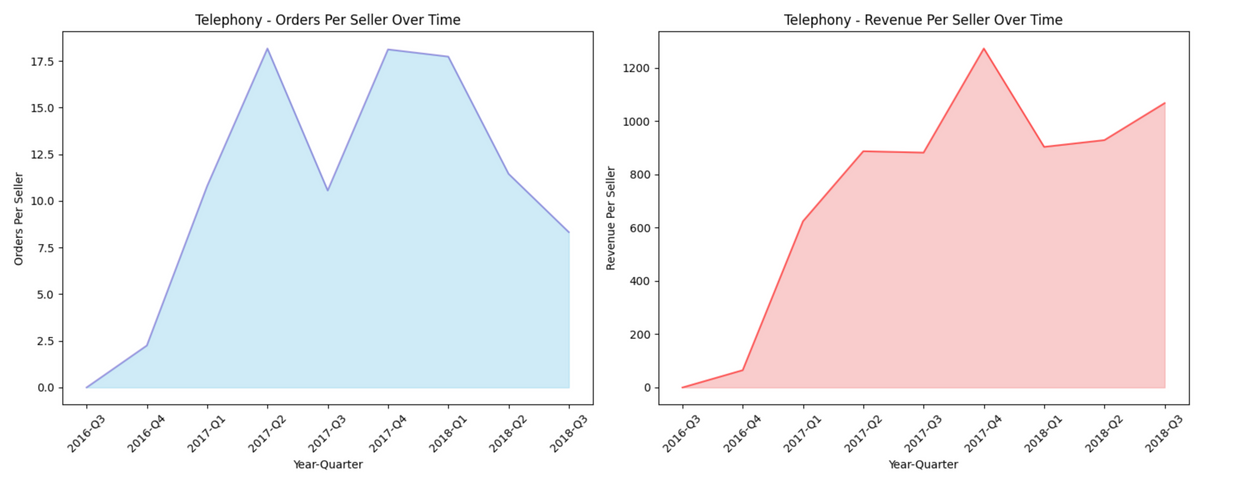 Telephony - Orders Per Seller Over Time
Orders Per Seller
17.5
15.0
12.5
10.0
7.5
5.0
2.5
0.0
2016-Q3
2016-Q4
2017-Q1
2017-Q2
2017-Q3
2017-Q4
2018-Q1
2018-Q2
2018-Q3
Year-Quarter
Telephony - Revenue Per Seller Over Time
Revenue Per Seller
1200
1000
800
600
400
200
0
2016-Q3
2016-Q4
2017-Q1
2017-Q2
2017-Q3
2017-Q4
2018-Q1
2018-Q2
2018-Q3
Year-Quarter